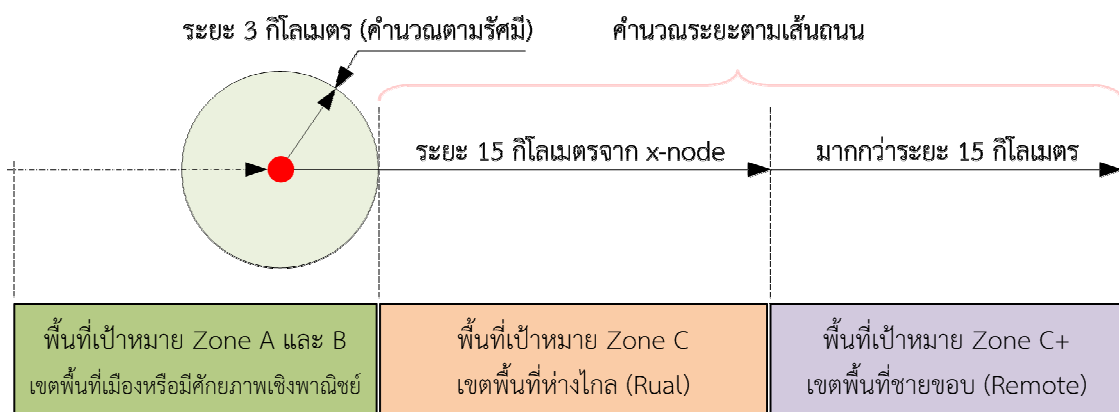 ระยะ 3 กิโลเมตร (คำนวณตามรัศมี)
คำนวณระยะตามเส้นถนน
ระยะ 15 กิโลเมตรจาก x-node
มากกว่าระยะ 15 กิโลเมตร
พื้นที่เป้าหมาย Zone A และ B
เขตพื้นที่เมืองหรือมีศักยภาพเชิงพาณิชย์
พื้นที่เป้าหมาย Zone C
เขตพื้นที่ห่างไกล (Rual)
พื้นที่เป้าหมาย Zone C+
เขตพื้นที่ชายขอบ (Remote)